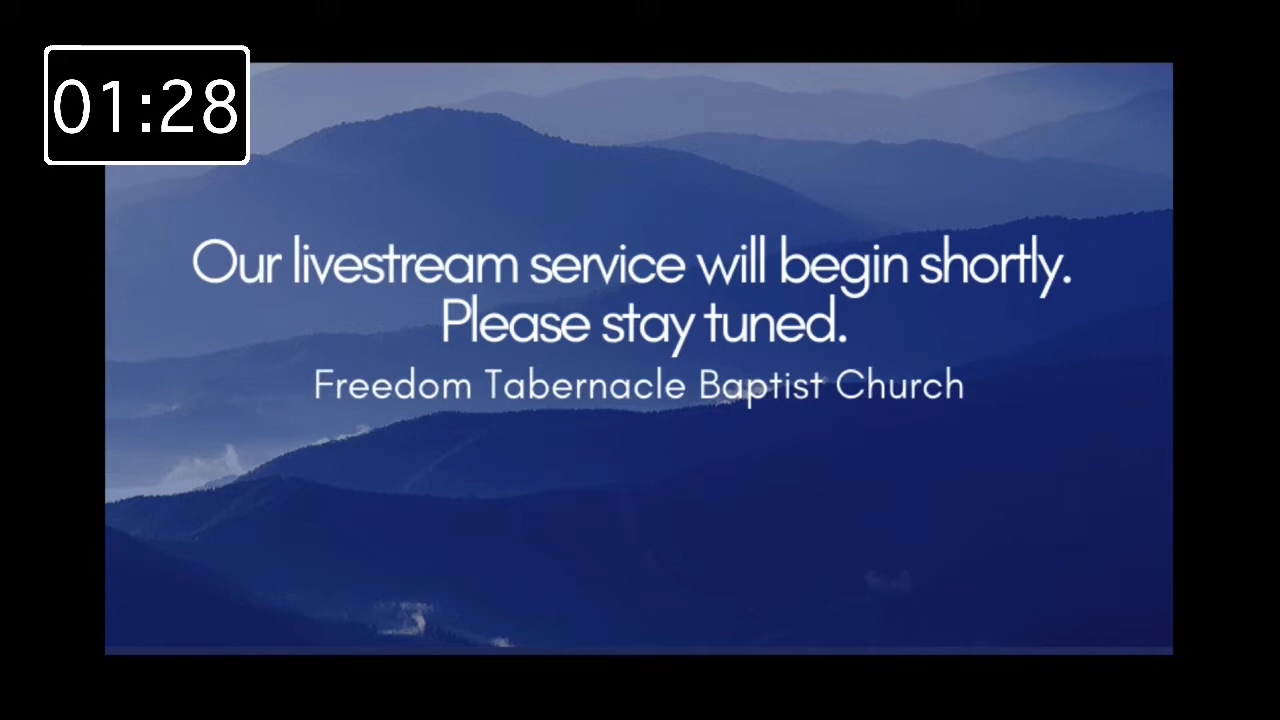 01:28
Our livestream service will begin shortly.
Please stay tuned.
Freedom Tabernacle Baptist Church